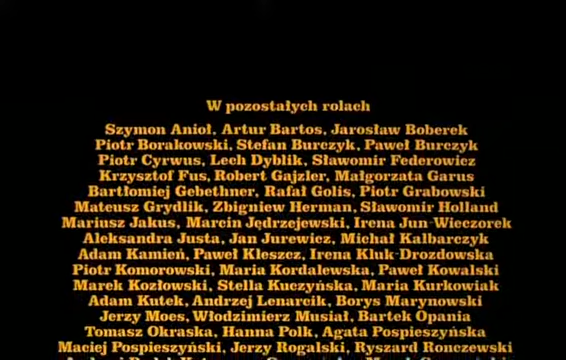 W pozostałych rolach
Szymon Anioł, Artur Bartos, Jarosław Boberek
Piotr Borakowski, Stefan Burczyk, Paweł Burczyk
Piotr Cyrwus, Lech Dyblik, Sławomir Federowicz
Krzysztof Fus, Robert Gajzler, Małgorzata Garus
Bartłomiej Gebethner, Rafał Golis, Piotr Grabowski
Mateusz Grydlik, Zbigniew Herman, Sławomir Holland
Mariusz Jakus, Marcin Jędrzejewski, Irena Jun-Wieczorek
Aleksandra Justa, Jan Jurewicz, Michał Kalbarczyk
Adam Kamień, Paweł Kleszcz, Irena Kluk-Drozdowska
Piotr Komorowski, Maria Kordalewska, Paweł Kowalski
Marek Kozłowski, Stella Kuczyńska, Maria Kurkowiak
Adam Kutek, Andrzej Lenarcik, Borys Marynowski
Jerzy Moes, Włodzimierz Musiał, Bartek Opania
Tomasz Okraska, Hanna Polk, Agata Pospieszyńska
Maciej Pospieszyński, Jerzy Rogalski, Ryszard Ronczewski